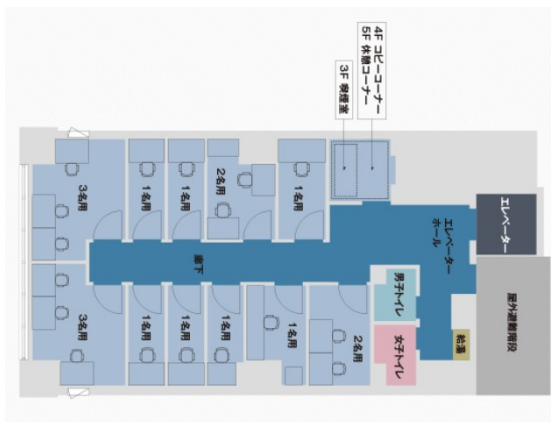 4F コピーコーナー
5F 休憩コーナー
3F 喫煙室
3名用
1名用
1名用
2名用
1名用
エレベーター
エレベーター
ホール
廊下
男子トイレ
屋外避難階段
3名用
1名用
1名用
1名用
1名用
2名用
女子トイレ
給湯